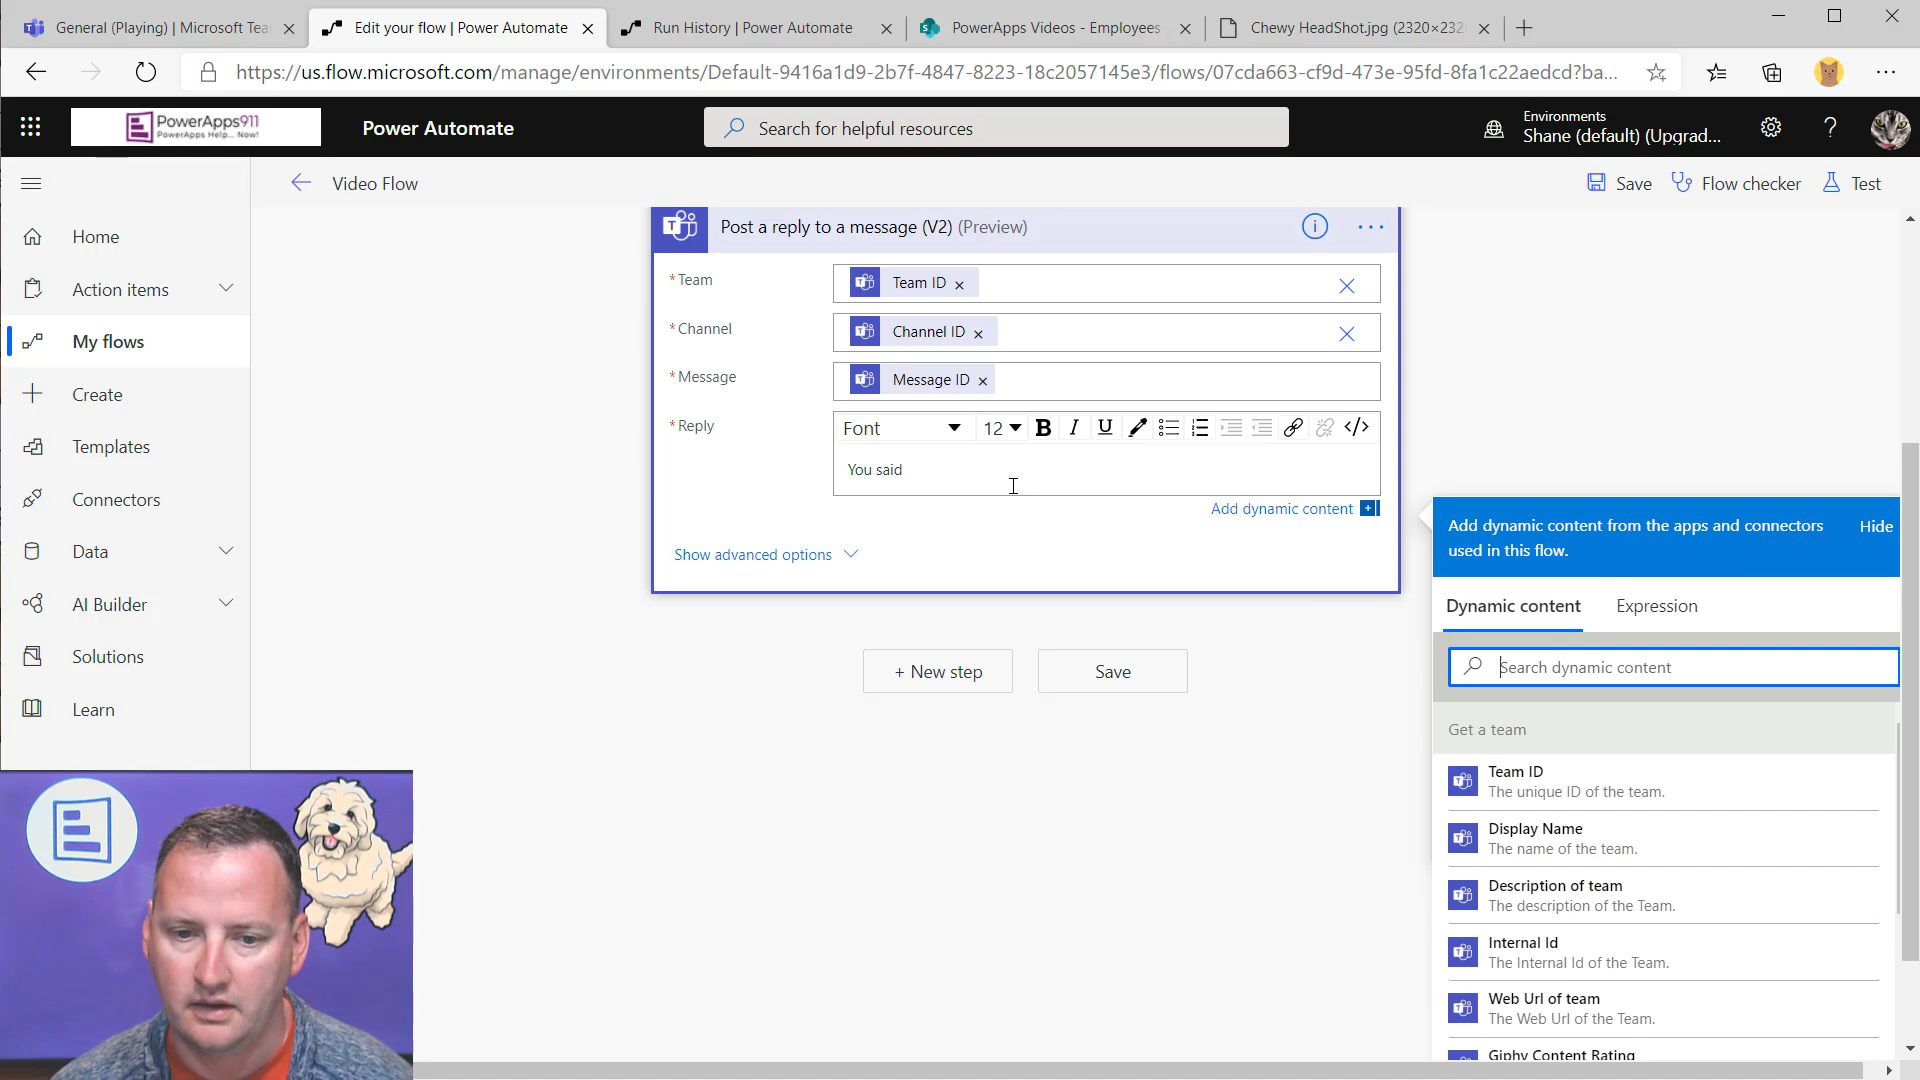 General (Playing) | Microsoft Tea
Edit your flow | Power Automate
Run History | Power Automate
PowerApps Videos - Employees
Chewy HeadShot.jpg (2320×232
https://us.flow.microsoft.com/manage/environments/Default-9416a1d9-2b7f-4847-8223-18c2057145e3/flows/07cda663-cf9d-473e-95fd-8fa1c22aedcd?ba...
PowerApps911
PowerApps Help... Now!
Power Automate
Search for helpful resources
Environments
Shane (default) (Upgrad...
Video Flow
Save
Flow checker
Test
Home
Action items
My flows
Create
Templates
Connectors
Data
AI Builder
Solutions
Learn
Post a reply to a message (V2) (Preview)
* Team
Team ID
* Channel
Channel ID
* Message
Message ID
* Reply
Font
12
You said
Add dynamic content
Show advanced options
+ New step
Save
Add dynamic content from the apps and connectors
used in this flow.
Hide
Dynamic content
Expression
Search dynamic content
Get a team
Team ID
The unique ID of the team.
Display Name
The name of the team.
Description of team
The description of the Team.
Internal Id
The Internal Id of the Team.
Web Url of team
The Web Url of the Team.
Giphy Content Rating